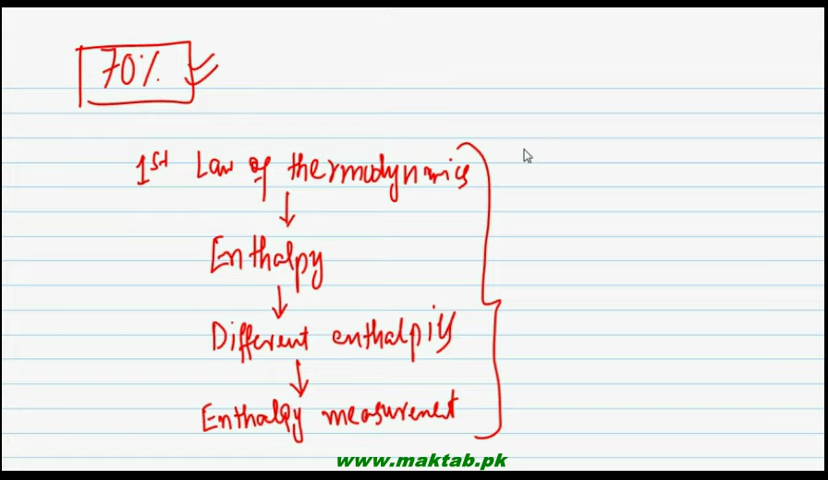 70%
1st Law of thermodynamics
Enthalpy
Different enthalpies
Enthalpy measurement
www.maktab.pk